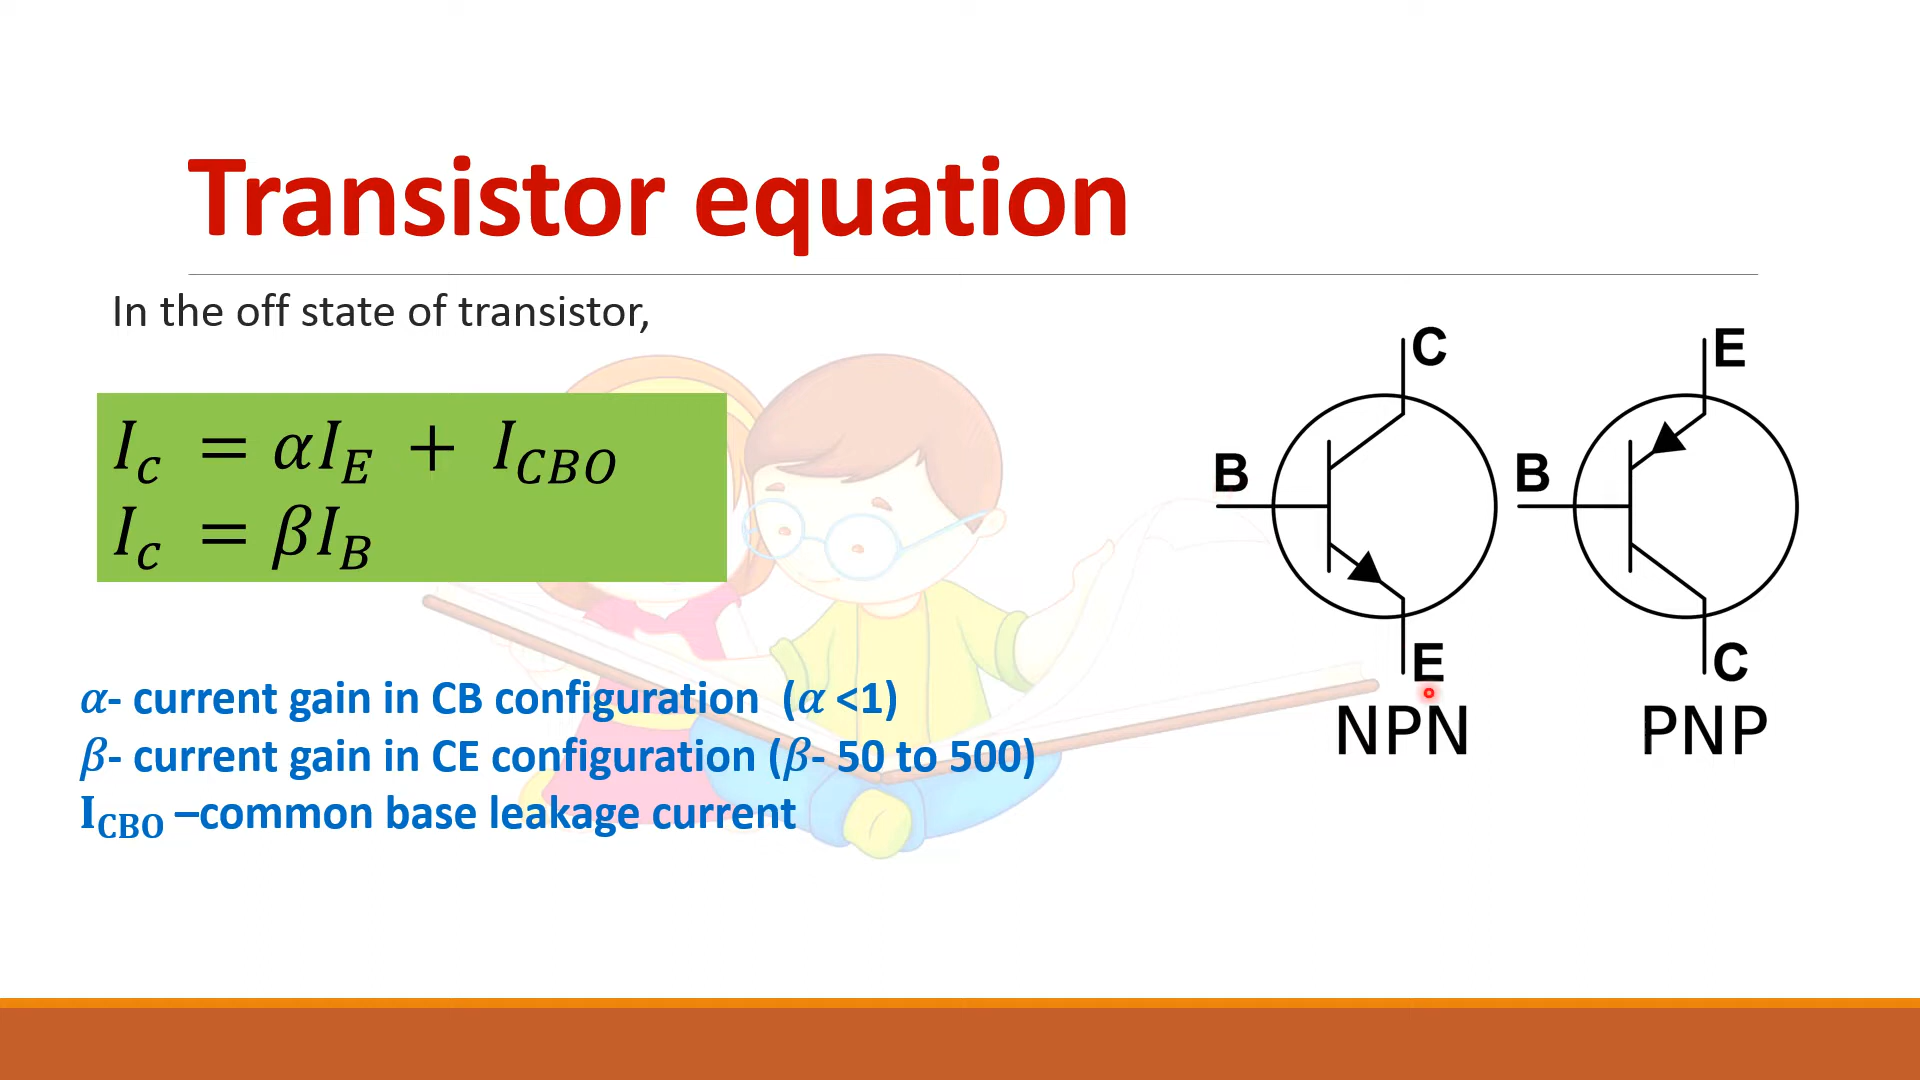 Transistor equation
In the off state of transistor,
I_c = αI_E + I_CBO
I_c = βI_B
α- current gain in CB configuration (α <1)
β- current gain in CE configuration (β- 50 to 500)
I_CBO –common base leakage current
C
B
E
NPN
E
B
C
PNP